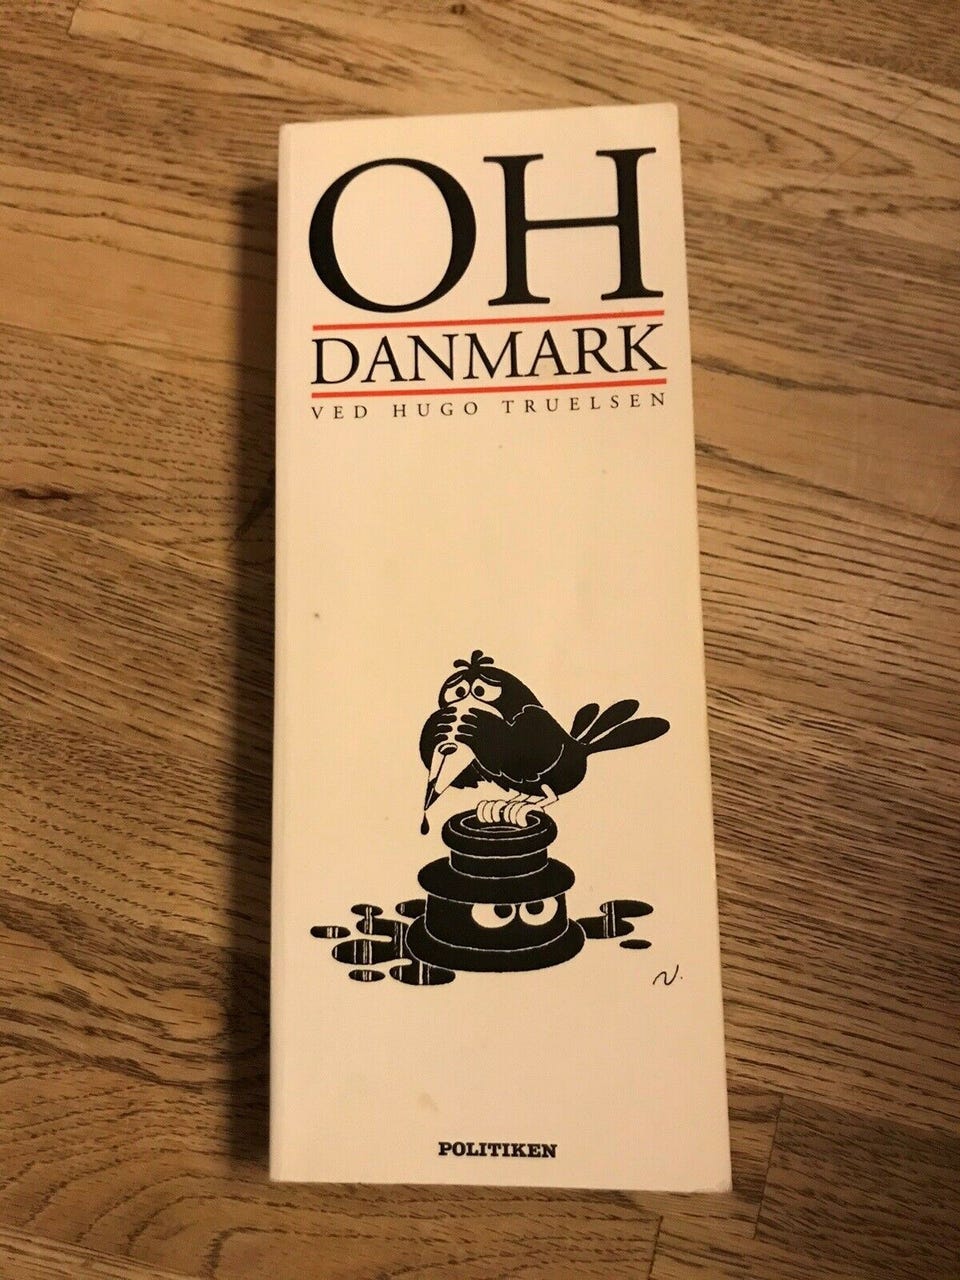 OH
DANMARK
VED HUGO TRUELSEN
POLITIKEN